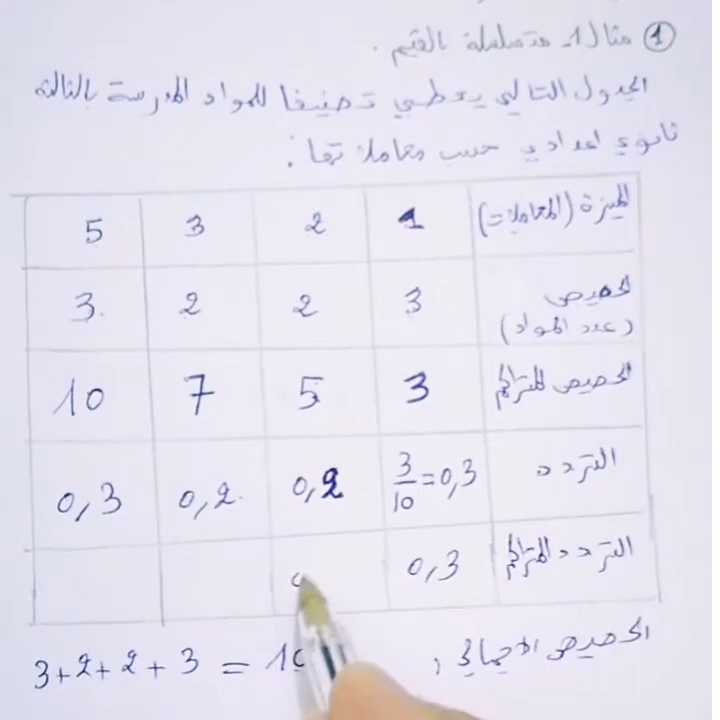 ① مثال 1. متسلسلة بالقيم.
الجدول التالي يعطي تصنيفا للمواد المدرسة بالثالثة
ثانوي اعدادي حسب معاملاتها:
الميزة (المعاملات) 1 2 3 5
الحصيص (عدد المواد) 3 2 2 3
الحصيص المتراكم 3 5 7 10
التردد 3/10 = 0,3 0,2 0,2 0,3
التردد المتراكم 0,3
الحصيص الاجمالي: 3+2+2+3 = 10